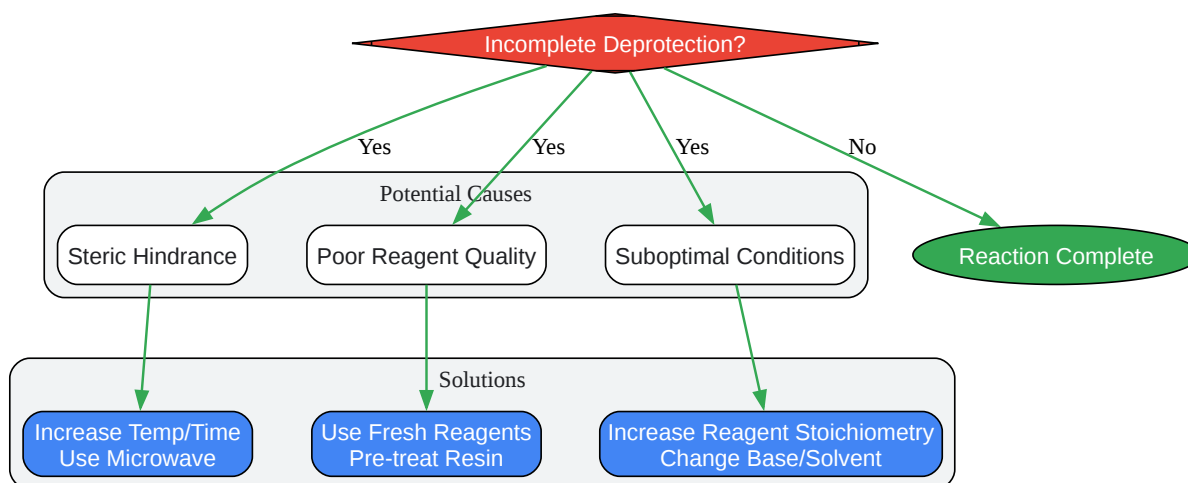 Incomplete Deprotection?
Yes
Yes
Yes
No
Potential Causes
Steric Hindrance
Poor Reagent Quality
Suboptimal Conditions
Reaction Complete
Solutions
Increase Temp/Time
Use Microwave
Use Fresh Reagents
Pre-treat Resin
Increase Reagent Stoichiometry
Change Base/Solvent